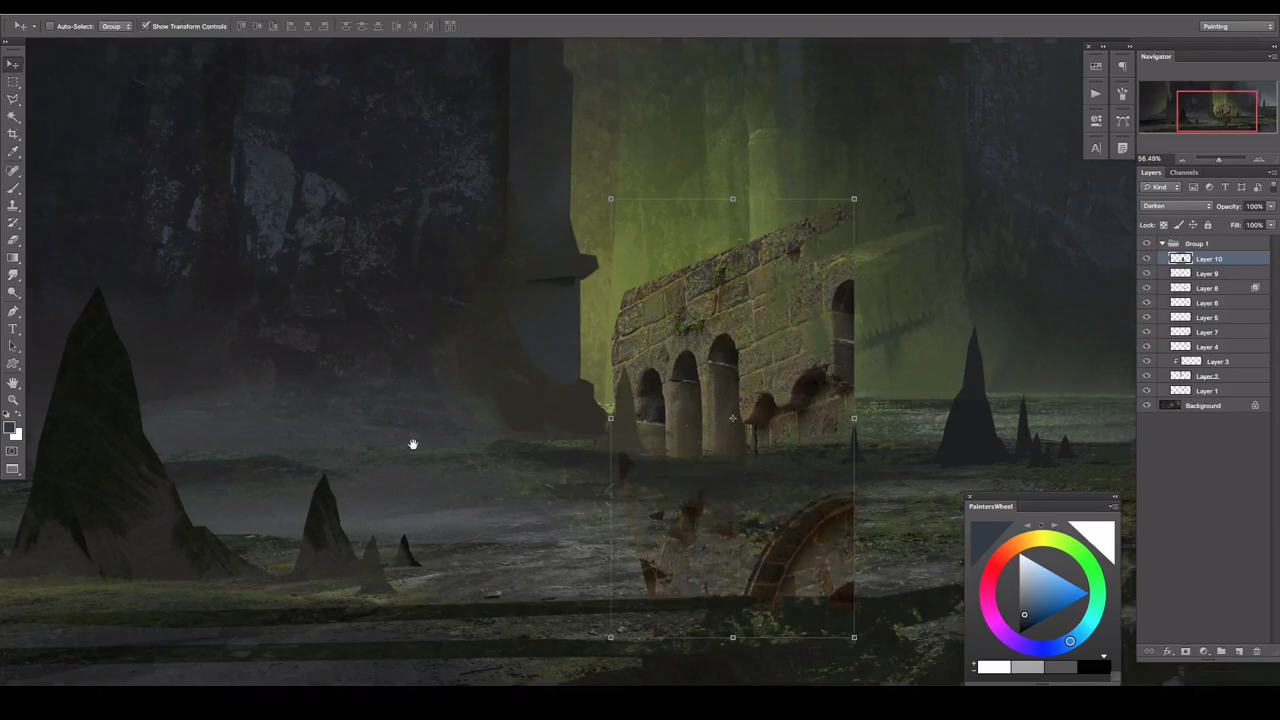 Auto-Select: Group Show Transform Controls Painting
Navigator
56.49%
Layers Channels
Kind
Darken Opacity: 100%
Lock: Fill: 100%
Group 1
Layer 10
Layer 9
Layer 8
Layer 6
Layer 5
Layer 7
Layer 4
Layer 3
Layer 2
Layer 1
Background
PaintersWheel